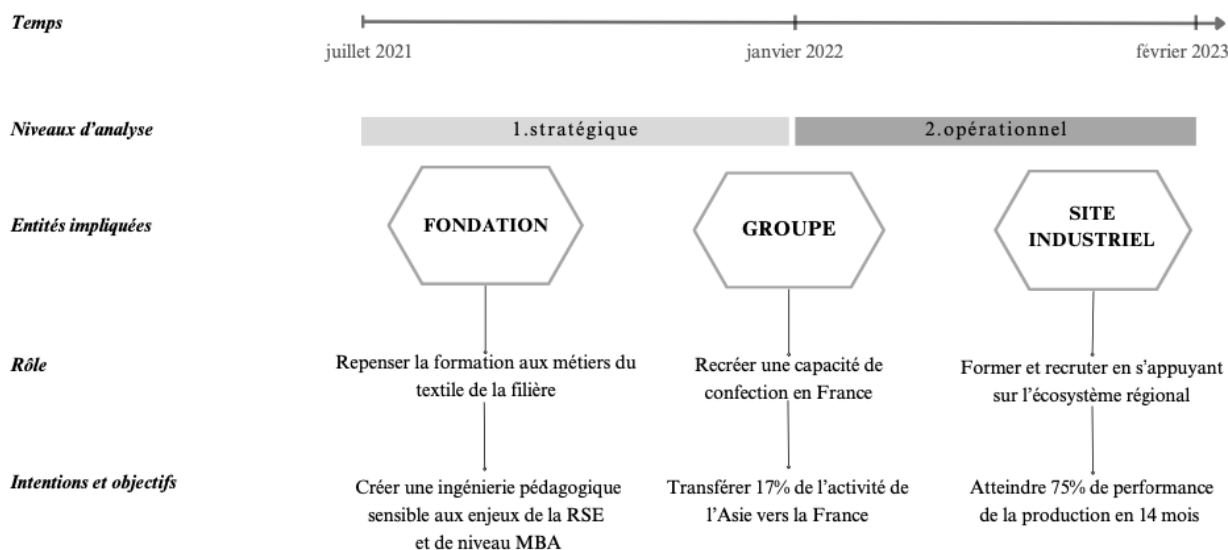 Temps
juillet 2021
janvier 2022
février 2023
Niveaux d'analyse
1.stratégique
2.opérationnel
Entités impliquées
FONDATION
GROUPE
SITE
INDUSTRIEL
Rôle
Repenser la formation aux métiers du
textile de la filière
Recréer une capacité de
confection en France
Former et recruter en s'appuyant
sur l'écosystème régional
Intentions et objectifs
Créer une ingénierie pédagogique
sensible aux enjeux de la RSE
et de niveau MBA
Transférer 17% de l'activité de
l'Asie vers la France
Atteindre 75% de performance
de la production en 14 mois